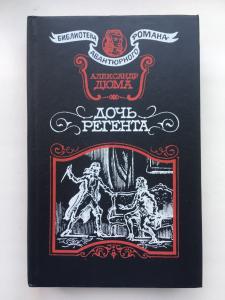 БИБЛИОТЕКА РОМАНА
АВАНТЮРНОГО
АЛЕКСАНДР
ДЮМА
ДОЧЬ
РЕГЕНТА